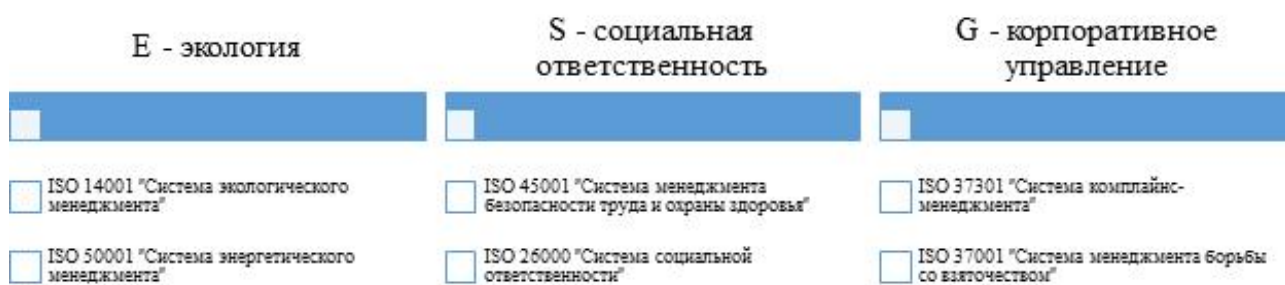 E - экология
S - социальная
ответственность
G - корпоративное
управление
ISO 14001 "Система экологического
менеджмента"
ISO 50001 "Система энергетического
менеджмента"
ISO 45001 "Система менеджмента
безопасности труда и охраны здоровья"
ISO 26000 "Система социальной
ответственности"
ISO 37301 "Система комплайнс-
менеджмента"
ISO 37001 "Система менеджмента борьбы
со взяточеством"